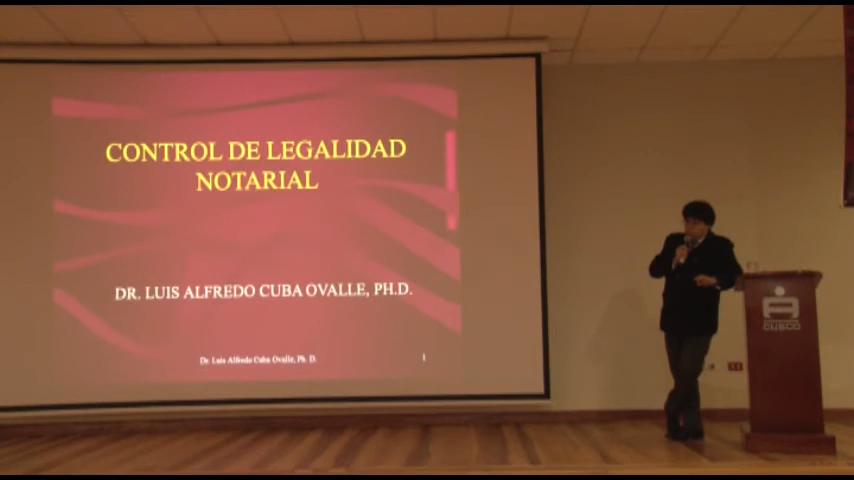 CONTROL DE LEGALIDAD
NOTARIAL
DR. LUIS ALFREDO CUBA OVALLE, PH.D.
Dr. Luis Alfredo Cuba Ovalle, Ph. D.
1
CUSCO